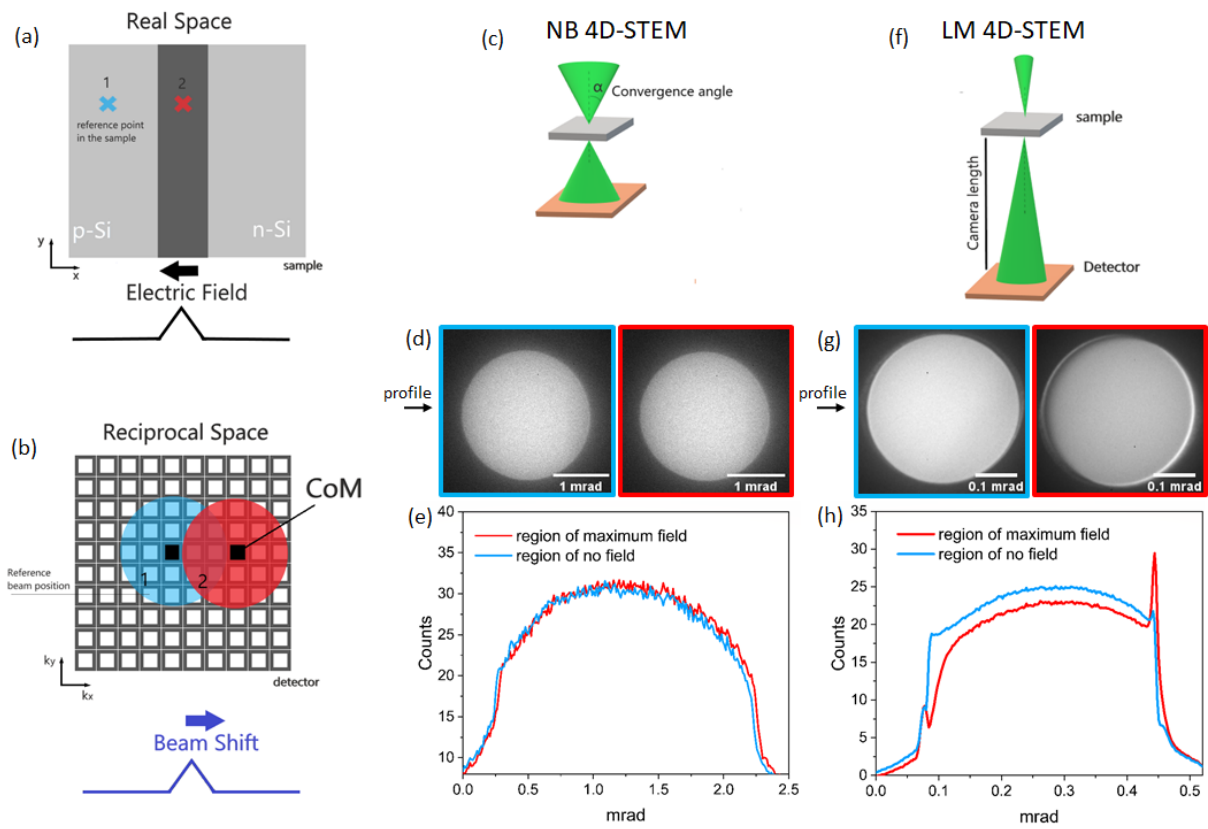 (a)
Real Space
1
2
reference point
in the sample
p-Si
n-Si
y
x
sample
Electric Field
(b)
Reciprocal Space
CoM
Reference
beam position
1
2
ky
kx
detector
Beam Shift
(c)
NB 4D-STEM
α
Convergence angle
(f)
LM 4D-STEM
sample
Camera length
Detector
(d)
profile
1 mrad
1 mrad
(g)
profile
0.1 mrad
0.1 mrad
(e)
40
35
30
25
20
15
10
Counts
region of maximum field
region of no field
0.0
0.5
1.0
1.5
2.0
2.5
mrad
(h)
35
30
25
20
15
10
5
0
Counts
region of maximum field
region of no field
0.0
0.1
0.2
0.3
0.4
0.5
mrad